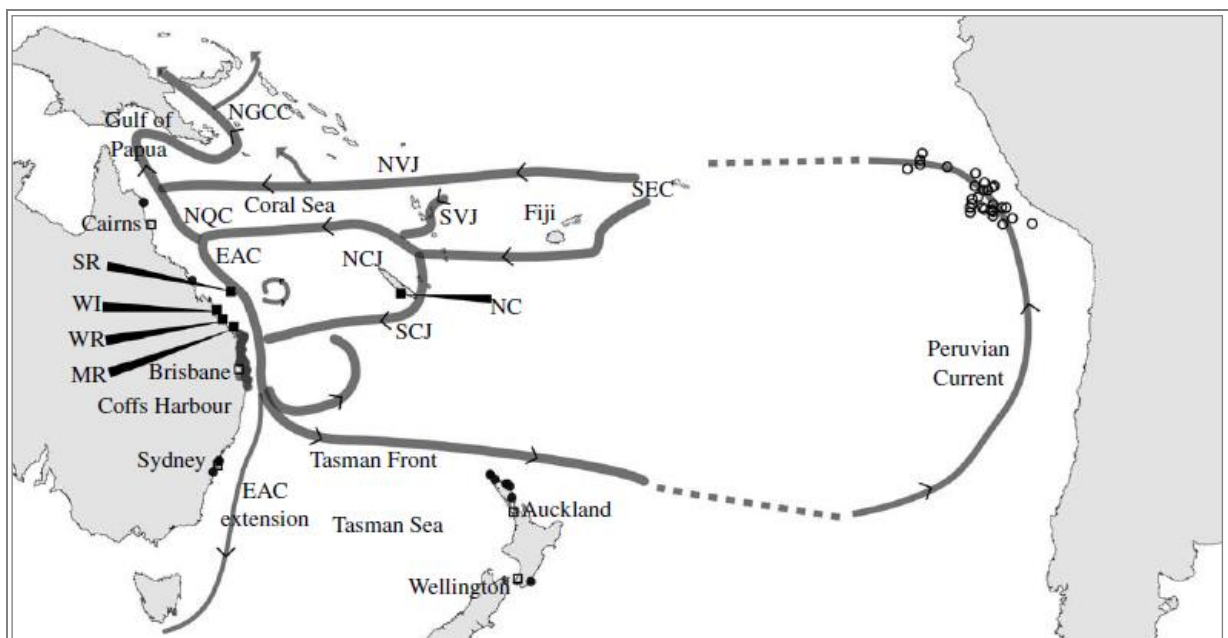 NGCC
Gulf of
Papua
NVJ
SEC
Coral Sea
SVJ
Fiji
Cairns
NQC
EAC
SR
NCJ
WI
NC
SCJ
WR
MR
Brisbane
Peruvian
Current
Coffs Harbour
Sydney
Tasman Front
EAC
extension
Auckland
Tasman Sea
Wellington